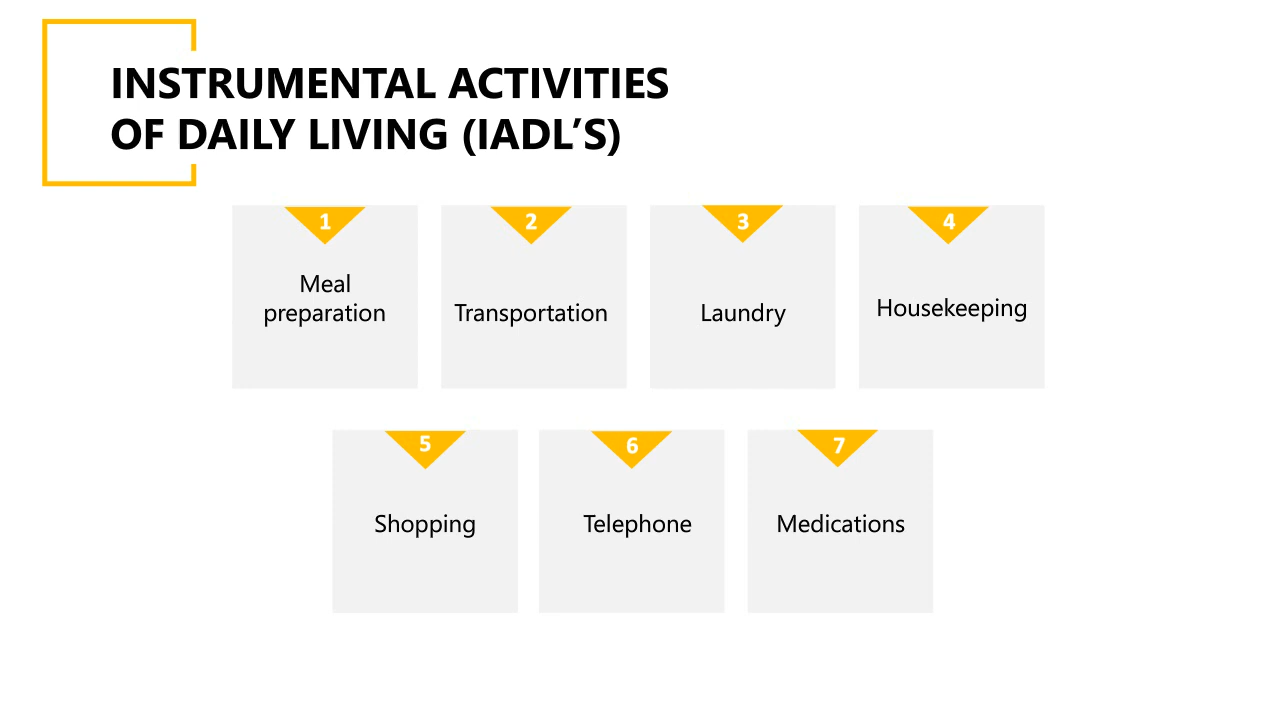 INSTRUMENTAL ACTIVITIES
OF DAILY LIVING (IADL’S)
1
Meal
preparation
2
Transportation
3
Laundry
4
Housekeeping
5
Shopping
6
Telephone
7
Medications